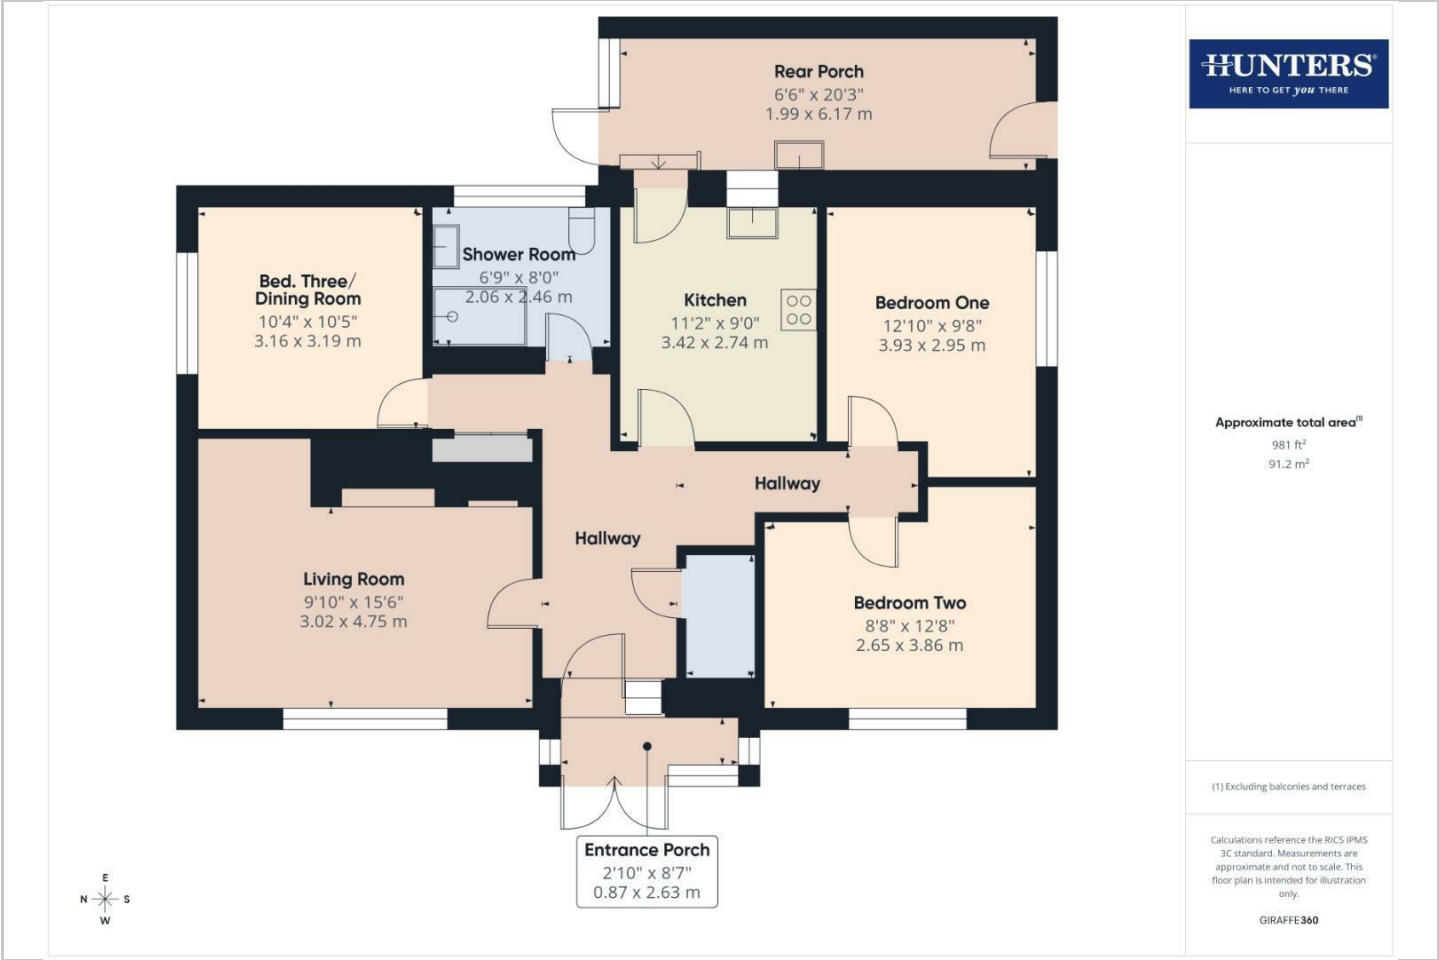 Rear Porch
6'6" x 20'3"
1.99 x 6.17 m
HUNTERS®
HERE TO GET you THERE
Bed. Three/
Dining Room
10'4" x 10'5"
3.16 x 3.19 m
Shower Room
6'9" x 8'0"
2.06 x 2.46 m
Kitchen
11'2" x 9'0"
3.42 x 2.74 m
Bedroom One
12'10" x 9'8"
3.93 x 2.95 m
Approximate total area(1)
981 ft²
91.2 m²
Hallway
Hallway
Living Room
9'10" x 15'6"
3.02 x 4.75 m
Bedroom Two
8'8" x 12'8"
2.65 x 3.86 m
Entrance Porch
2'10" x 8'7"
0.87 x 2.63 m
E
N S
W
(1) Excluding balconies and terraces
Calculations reference the RICS IPMS
3C standard. Measurements are
approximate and not to scale. This
floor plan is intended for illustration
only.
GIRAFFE360